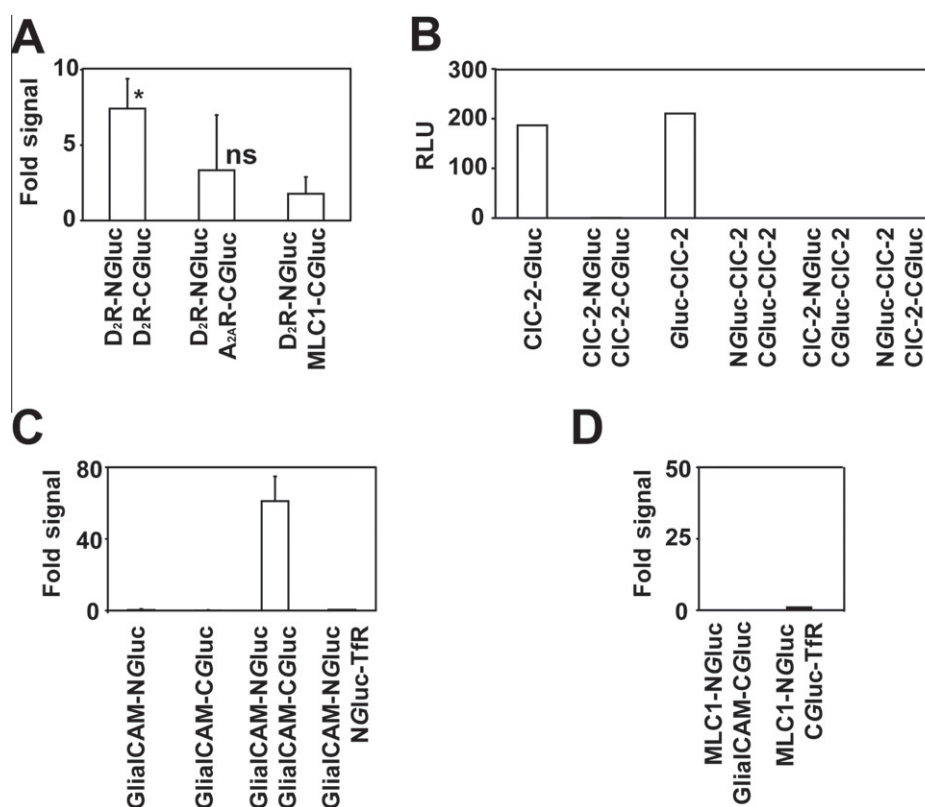 A
Fold signal
10
5
0
*
ns
D₂R-NGluc
D₂R-CGluc
D₂R-NGluc
A₂ₐR-CGluc
D₂R-NGluc
MLC1-CGluc
B
RLU
300
200
100
0
ClC-2-Gluc
ClC-2-NGluc
ClC-2-CGluc
Gluc-ClC-2
NGluc-ClC-2
CGluc-ClC-2
ClC-2-NGluc
CGluc-ClC-2
NGluc-ClC-2
ClC-2-CGluc
C
Fold signal
80
40
0
GlialCAM-NGluc
GlialCAM-CGluc
GlialCAM-NGluc
GlialCAM-CGluc
GlialCAM-NGluc
NGluc-TfR
D
Fold signal
50
25
0
MLC1-NGluc
GlialCAM-CGluc
MLC1-NGluc
CGluc-TfR